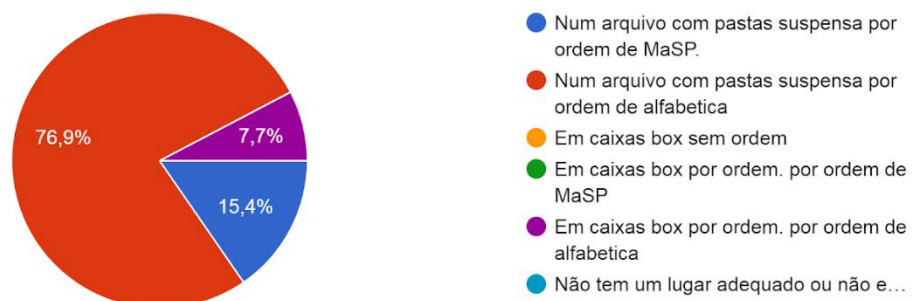 76,9%
7,7%
15,4%
Num arquivo com pastas suspensa por
ordem de MaSP.
Num arquivo com pastas suspensa por
ordem de alfabetica
Em caixas box sem ordem
Em caixas box por ordem. por ordem de
MaSP
Em caixas box por ordem. por ordem de
alfabetica
Não tem um lugar adequado ou não e…